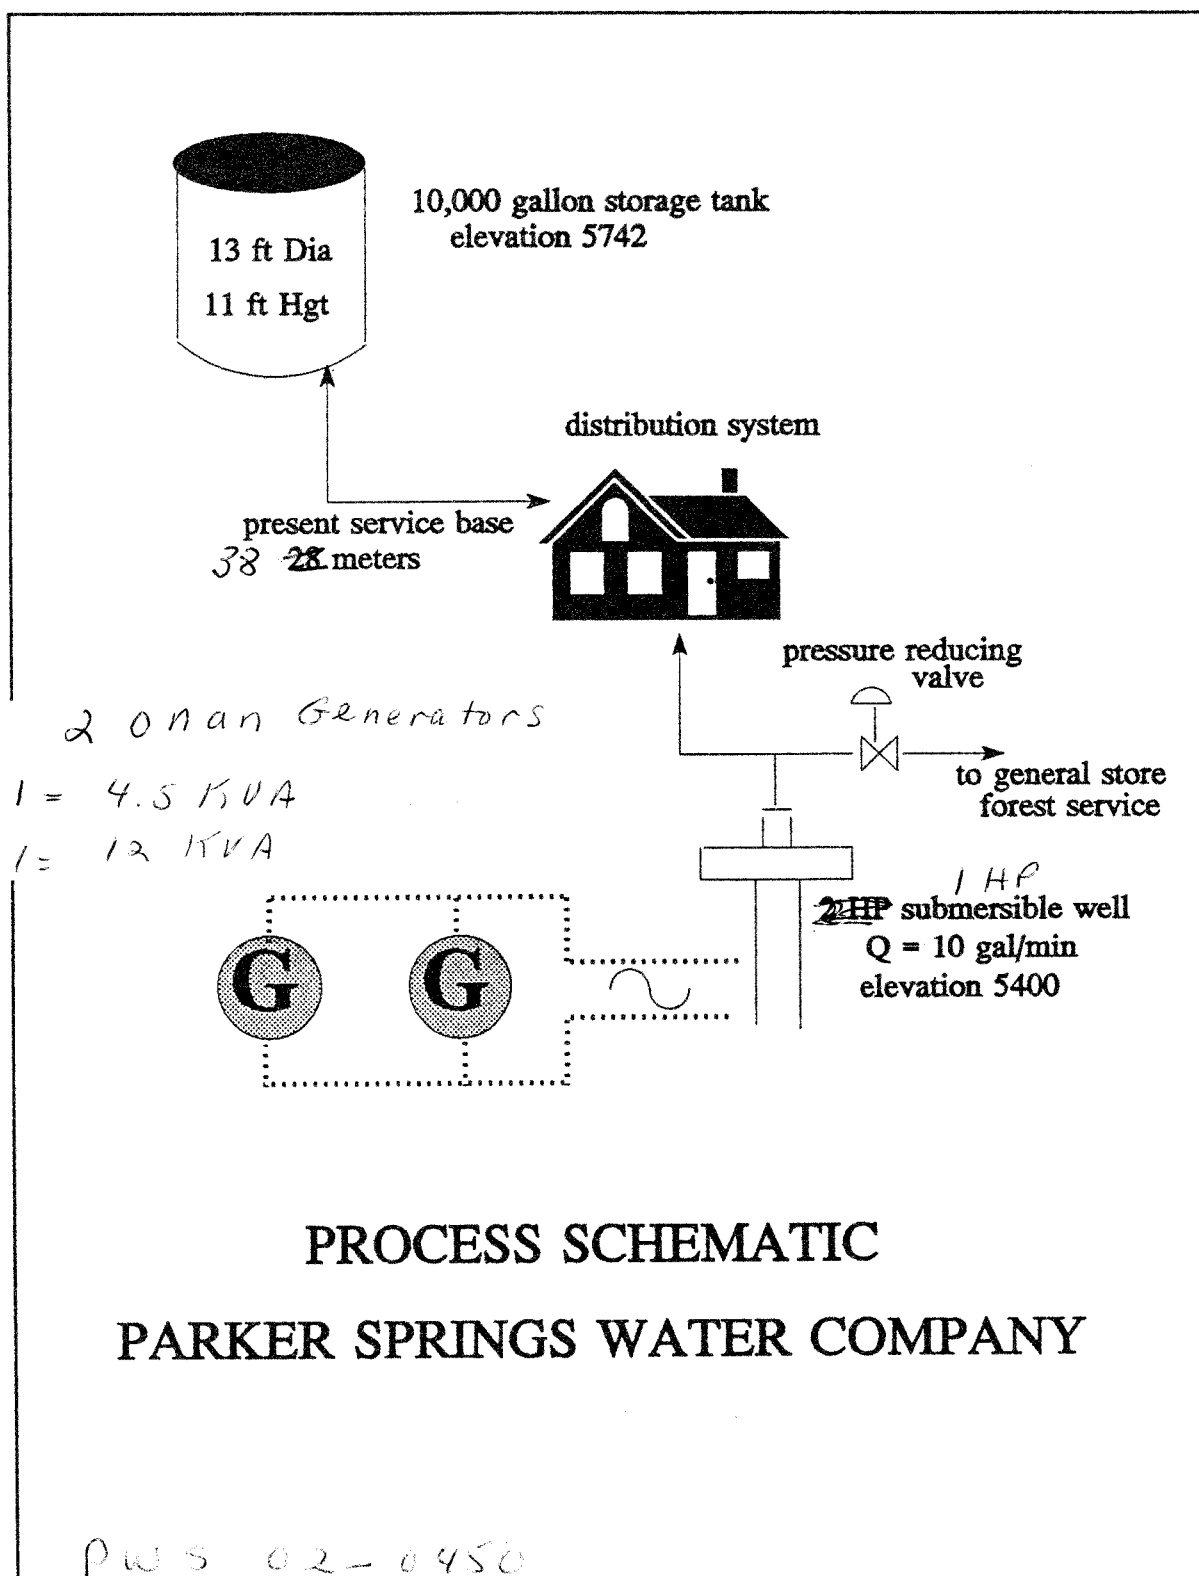 10,000 gallon storage tank
elevation 5742
13 ft Dia
11 ft Hgt
distribution system
present service base
38 28 meters
pressure reducing
valve
2 onan Generators
1 = 4.5 KVA
1 = 12 KVA
to general store
forest service
1 HP
2 HP submersible well
Q = 10 gal/min
elevation 5400
G G
PROCESS SCHEMATIC
PARKER SPRINGS WATER COMPANY
PWS 02-0450